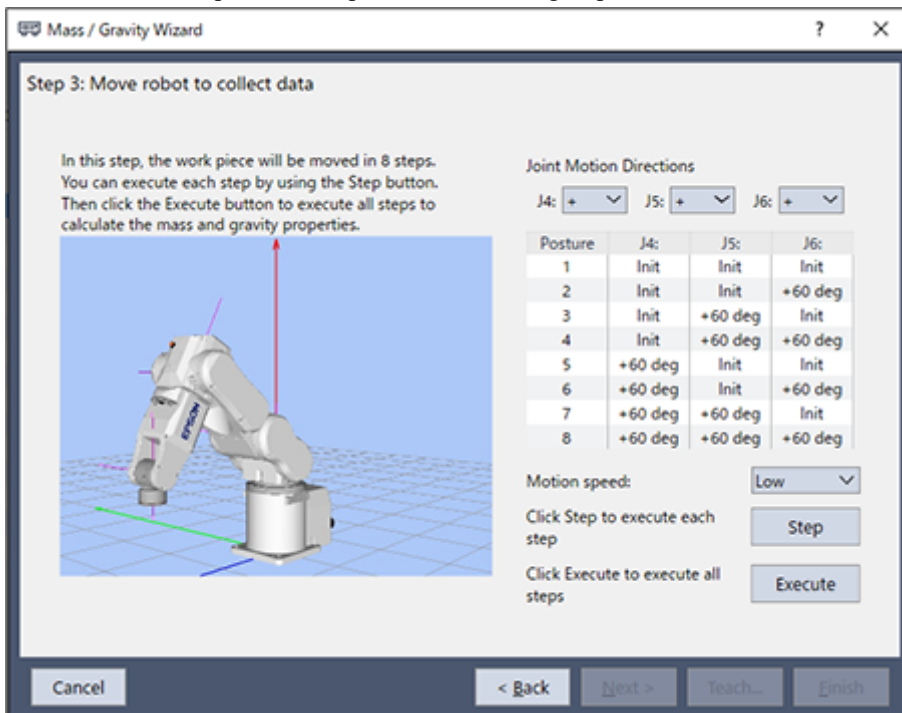 Mass / Gravity Wizard
?
Step 3: Move robot to collect data
In this step, the work piece will be moved in 8 steps.
You can execute each step by using the Step button.
Then click the Execute button to execute all steps to
calculate the mass and gravity properties.
EPSON
Joint Motion Directions
J4: + J5: + J6: +
Posture J4: J5: J6:
1 Init Init Init
2 Init Init +60 deg
3 Init +60 deg Init
4 Init +60 deg +60 deg
5 +60 deg Init Init
6 +60 deg Init +60 deg
7 +60 deg +60 deg Init
8 +60 deg +60 deg +60 deg
Motion speed: Low
Click Step to execute each
step
Step
Click Execute to execute all
steps
Execute
Cancel
< Back
Next >
Teach...
Finish